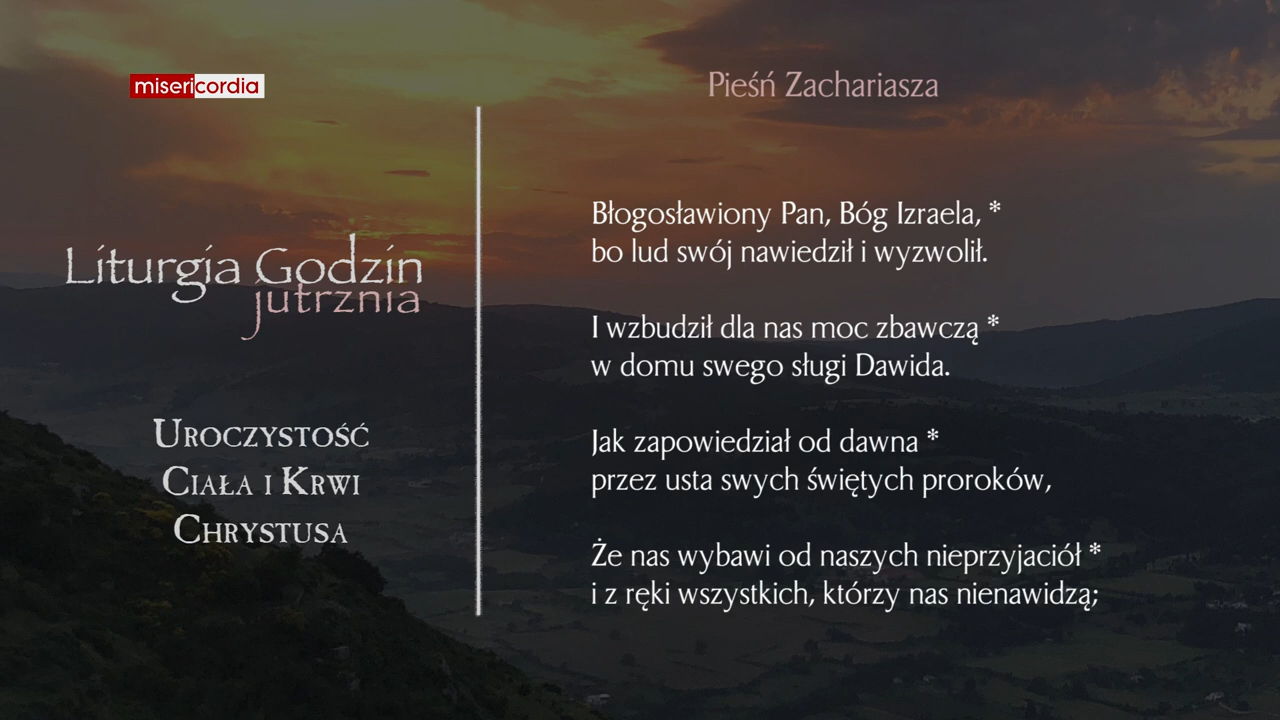 misericordia
Liturgia Godzin
jutrznia
Uroczystość
Ciała i Krwi
Chrystusa
Pieśń Zachariasza
Błogosławiony Pan, Bóg Izraela, *
bo lud swój nawiedził i wyzwolił.
I wzbudził dla nas moc zbawczą *
w domu swego sługi Dawida.
Jak zapowiedział od dawna *
przez usta swych świętych proroków,
Że nas wybawi od naszych nieprzyjaciół *
i z ręki wszystkich, którzy nas nienawidzą;